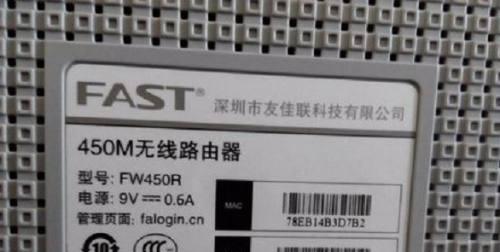 FAST® 深圳市友佳联科技有限公司
450M无线路由器
型号: FW450R
电源: 9V⎓0.6A
管理页面: falogin.cn
MAC
78EB14B3D7B2
10
CCC